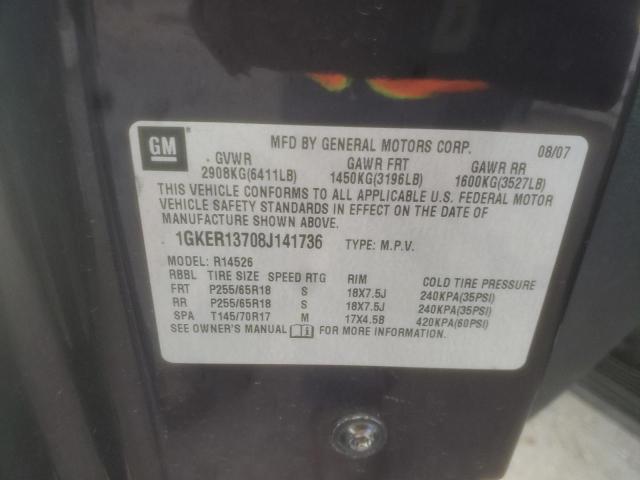 GM ®
MFD BY GENERAL MOTORS CORP. 08/07
GVWR GAWR FRT GAWR RR
2908KG(6411LB) 1450KG(3196LB) 1600KG(3527LB)
THIS VEHICLE CONFORMS TO ALL APPLICABLE U.S. FEDERAL MOTOR
VEHICLE SAFETY STANDARDS IN EFFECT ON THE DATE OF
MANUFACTURE SHOWN ABOVE.
1GKER13708J141736 TYPE: M.P.V.
MODEL: R14526
RBBL TIRE SIZE SPEED RTG RIM COLD TIRE PRESSURE
FRT P255/65R18 S 18X7.5J 240KPA(35PSI)
RR P255/65R18 S 18X7.5J 240KPA(35PSI)
SPA T145/70R17 M 17X4.5B 420KPA(60PSI)
SEE OWNER'S MANUAL FOR MORE INFORMATION.